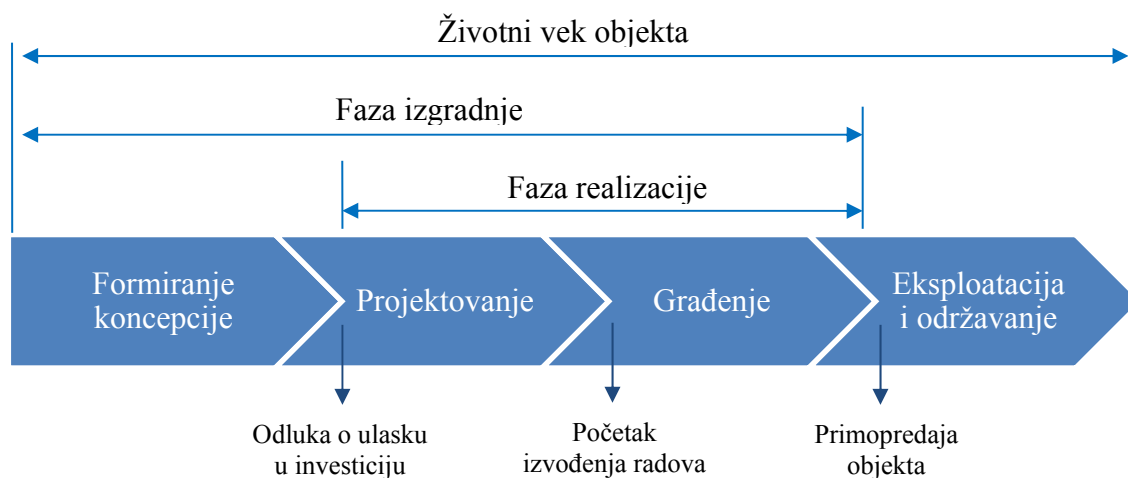 Životni vek objekta
Faza izgradnje
Faza realizacije
Formiranje
koncepcije
Projektovanje
Građenje
Eksploatacija
i održavanje
Odluka o ulasku
u investiciju
Početak
izvođenja radova
Primopredaja
objekta